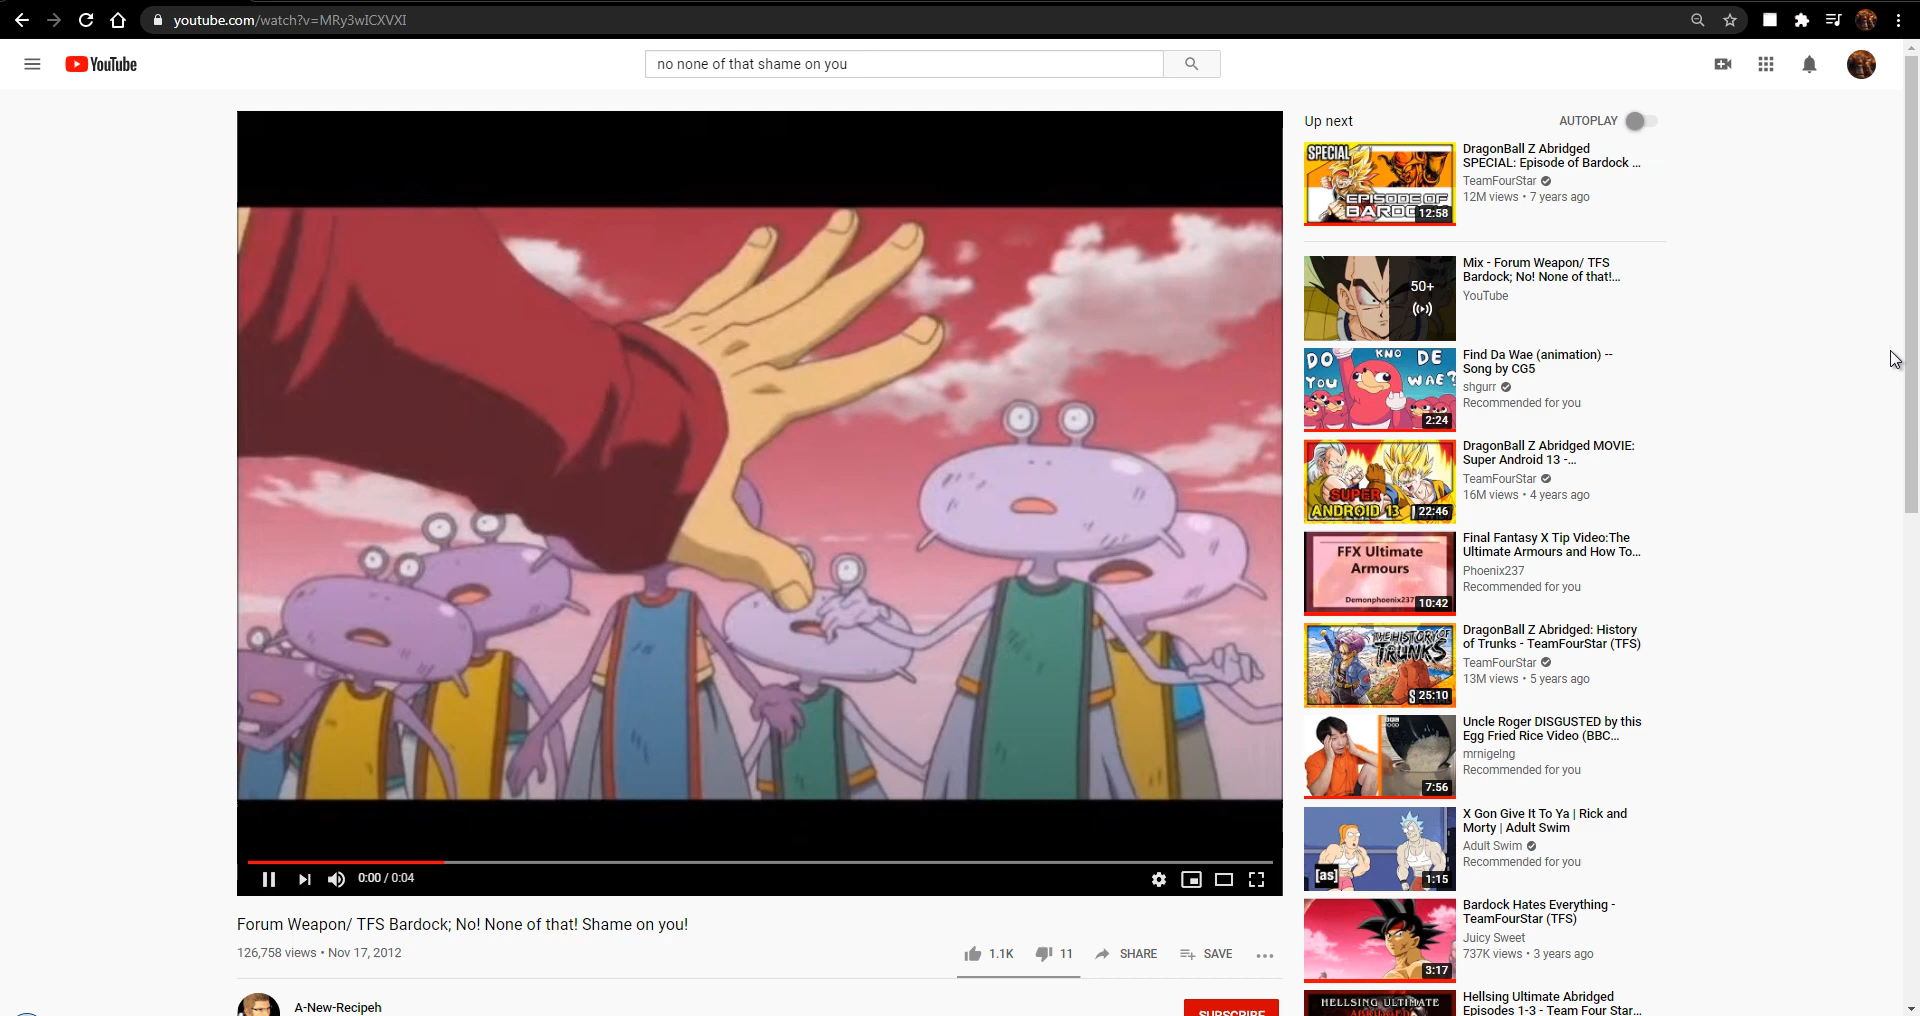 youtube.com/watch?v=MRy3wICXVXI
YouTube
no none of that shame on you
0:00 / 0:04
Forum Weapon/ TFS Bardock; No! None of that! Shame on you!
126,758 views • Nov 17, 2012
1.1K
11
SHARE
SAVE
A-New-Recipeh
SUBSCRIBE
Up next
AUTOPLAY
SPECIAL
EPISODE OF
BARDOC
12:58
DragonBall Z Abridged
SPECIAL: Episode of Bardock ...
TeamFourStar
12M views • 7 years ago
50+
Mix - Forum Weapon/ TFS
Bardock; No! None of that!...
YouTube
DO KNO DE
YOU WAE?
2:24
Find Da Wae (animation) --
Song by CG5
shgurr
Recommended for you
SUPER
ANDROID 13
22:46
DragonBall Z Abridged MOVIE:
Super Android 13 -...
TeamFourStar
16M views • 4 years ago
FFX Ultimate
Armours
Demonphoenix237
10:42
Final Fantasy X Tip Video:The
Ultimate Armours and How To...
Phoenix237
Recommended for you
THE HISTORY OF
TRUNKS
S
25:10
DragonBall Z Abridged: History
of Trunks - TeamFourStar (TFS)
TeamFourStar
13M views • 5 years ago
BBC
FOOD
7:56
Uncle Roger DISGUSTED by this
Egg Fried Rice Video (BBC...
mrnigelng
Recommended for you
[as]
1:15
X Gon Give It To Ya | Rick and
Morty | Adult Swim
Adult Swim
Recommended for you
3:17
Bardock Hates Everything -
TeamFourStar (TFS)
Juicy Sweet
737K views • 3 years ago
HELLSING ULTIMATE
ABRIDGED
Hellsing Ultimate Abridged
Episodes 1-3 - Team Four Star...